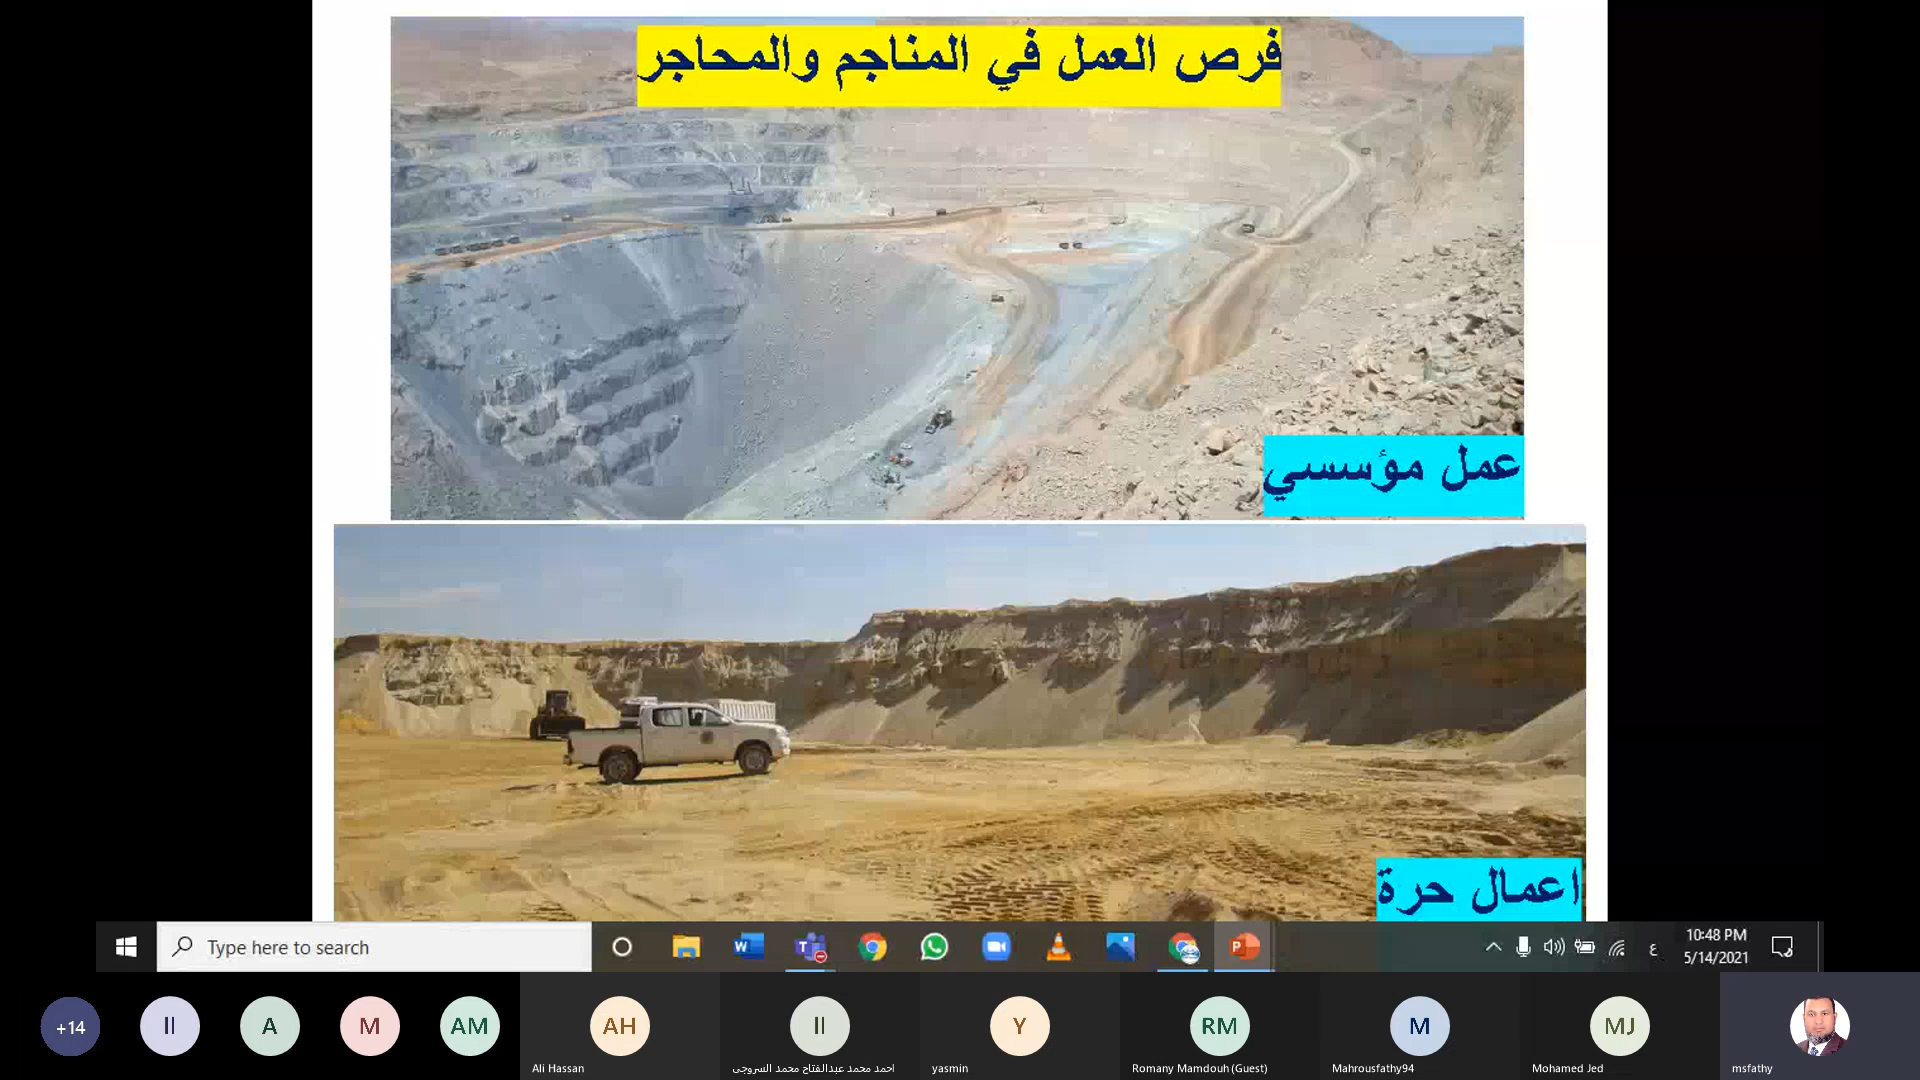 فرص العمل في المناجم والمحاجر
عمل مؤسسي
اعمال حرة
Type here to search
ع
10:48 PM
5/14/2021
+14
II
A
M
AM
AH
II
Y
RM
M
MJ
Ali Hassan
احمد محمد عبدالفتاح محمد السروجى
yasmin
Romany Mamdouh (Guest)
Mahrousfathy94
Mohamed Jed
msfathy